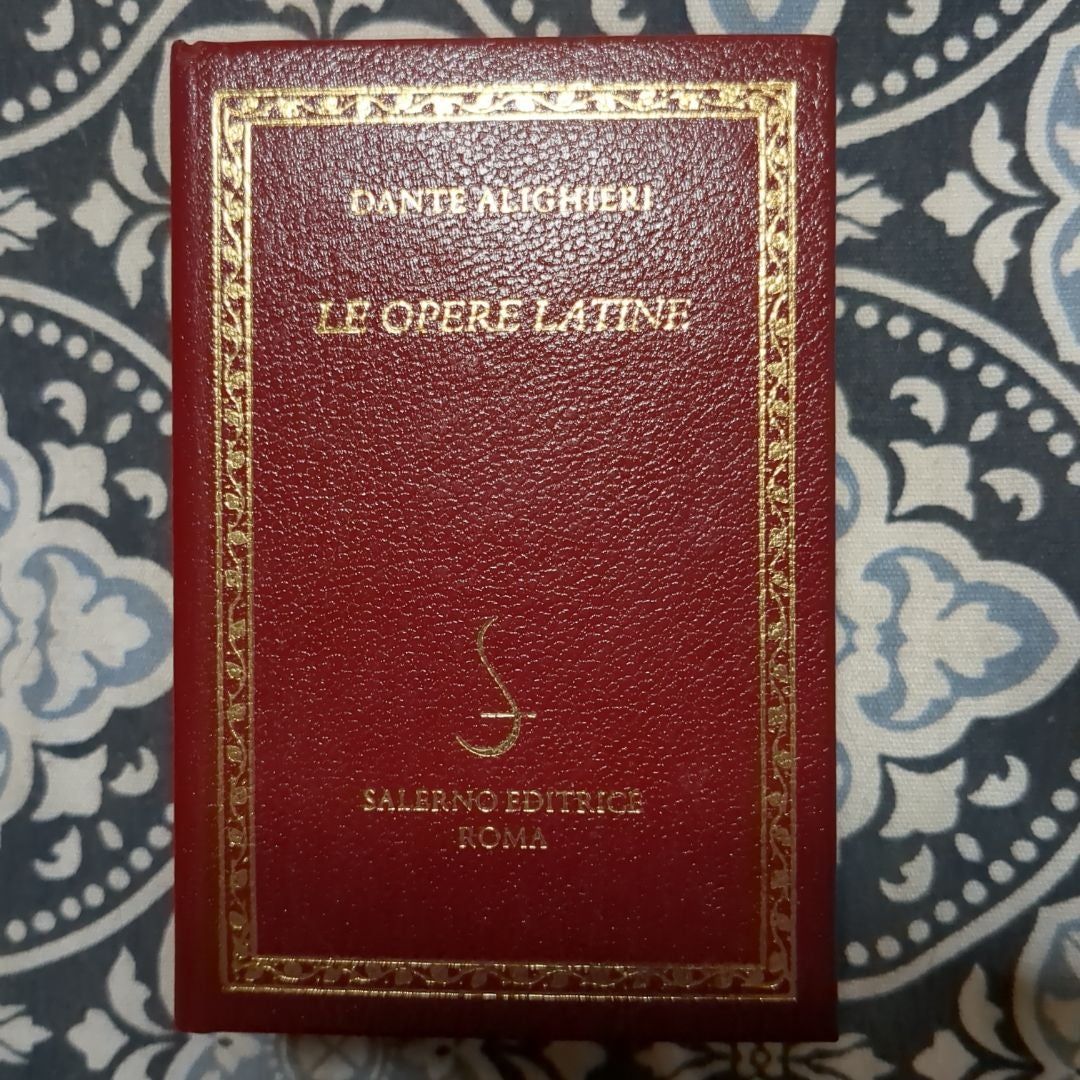 DANTE ALIGHIERI
LE OPERE LATINE
SALERNO EDITRICE
ROMA